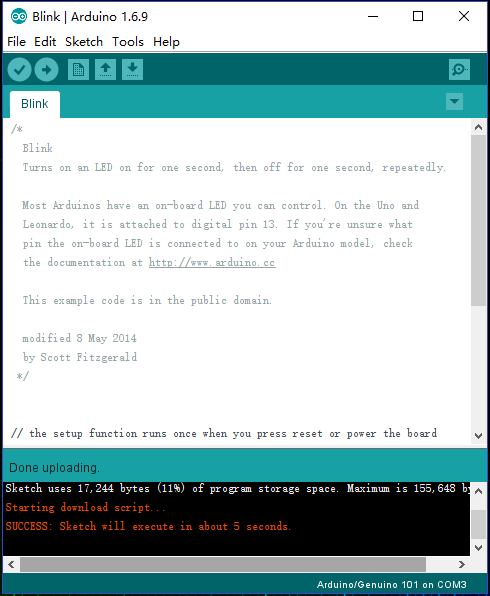 Blink | Arduino 1.6.9
File Edit Sketch Tools Help
Blink
/*
Blink
Turns on an LED on for one second, then off for one second, repeatedly.
Most Arduinos have an on-board LED you can control. On the Uno and
Leonardo, it is attached to digital pin 13. If you're unsure what
pin the on-board LED is connected to on your Arduino model, check
the documentation at http://www.arduino.cc
This example code is in the public domain.
modified 8 May 2014
by Scott Fitzgerald
*/
// the setup function runs once when you press reset or power the board
Done uploading.
Sketch uses 17,244 bytes (11%) of program storage space. Maximum is 155,648 by
Starting download script...
SUCCESS: Sketch will execute in about 5 seconds.
Arduino/Genuino 101 on COM3